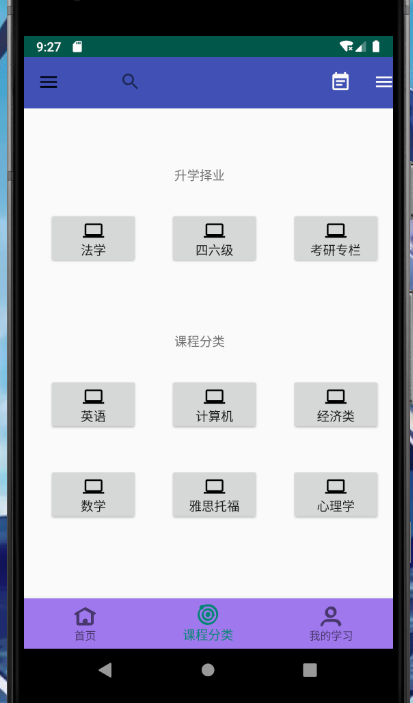 9:27
升学择业
法学 四六级 考研专栏
课程分类
英语 计算机 经济类
数学 雅思托福 心理学
首页 课程分类 我的学习